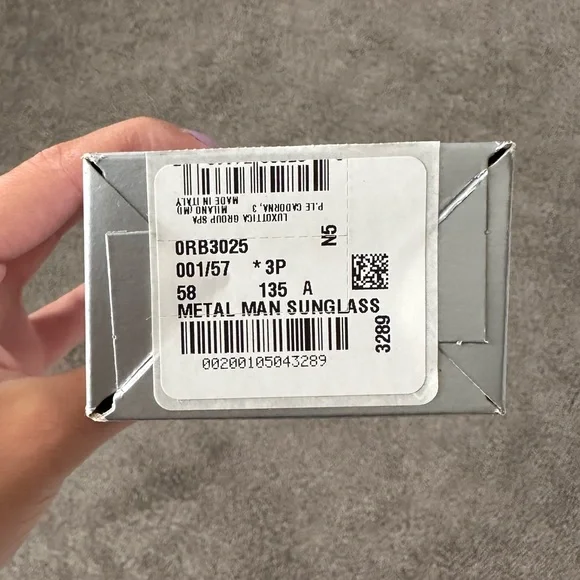 LUXOTTICA GROUP SPA
P.LE CADORNA, 3
MILANO (MI)
MADE IN ITALY
N5
0RB3025
001/57 *3P
58 135 A
METAL MAN SUNGLASS
00200105043289
3289